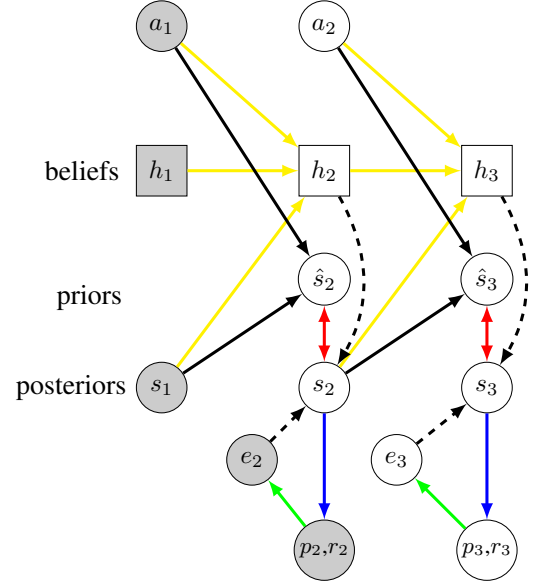 a₁ a₂
beliefs h₁ h₂ h₃
priors ŝ₂ ŝ₃
posteriors s₁ s₂ s₃
e₂ e₃
p₂,r₂ p₃,r₃